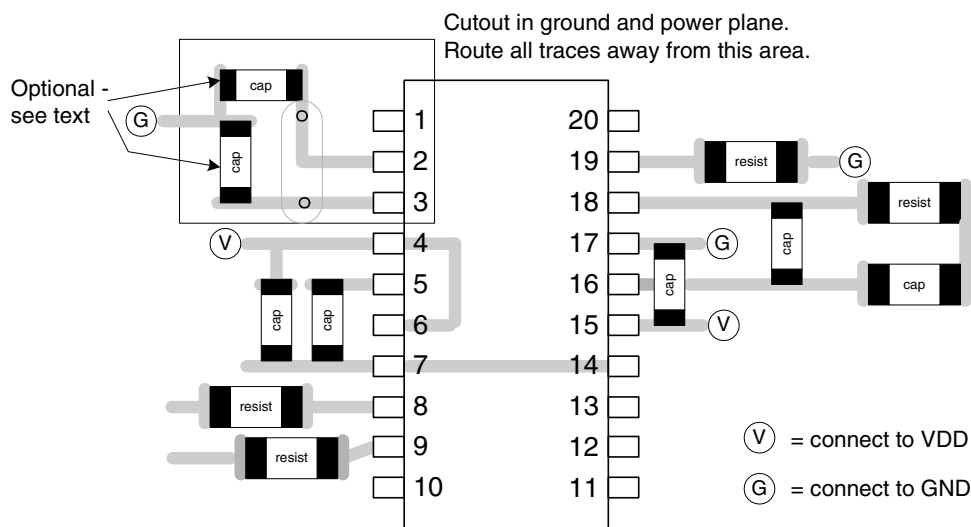 Cutout in ground and power plane.
Route all traces away from this area.
Optional -
see text
cap
G
cap
1
20
2
19
resist
G
3
18
resist
V
4
17
G
cap
5
16
cap
cap
cap
cap
6
15
V
7
14
resist
8
13
resist
9
12
V = connect to VDD
10
11
G = connect to GND